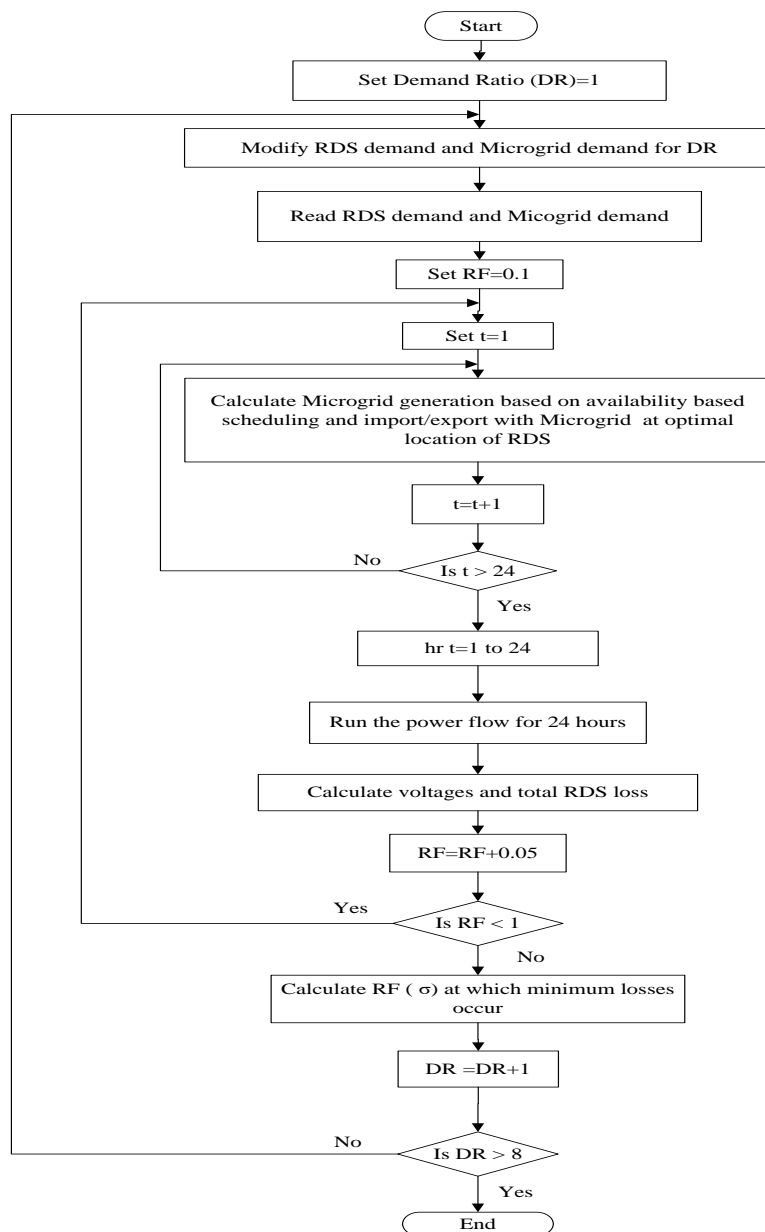 Start
Set Demand Ratio (DR)=1
Modify RDS demand and Microgrid demand for DR
Read RDS demand and Micogrid demand
Set RF=0.1
Set t=1
Calculate Microgrid generation based on availability based
scheduling and import/export with Microgrid at optimal
location of RDS
t=t+1
No
Is t > 24
Yes
hr t=1 to 24
Run the power flow for 24 hours
Calculate voltages and total RDS loss
RF=RF+0.05
Yes
Is RF < 1
No
Calculate RF ( σ) at which minimum losses
occur
DR =DR+1
No
Is DR > 8
Yes
End